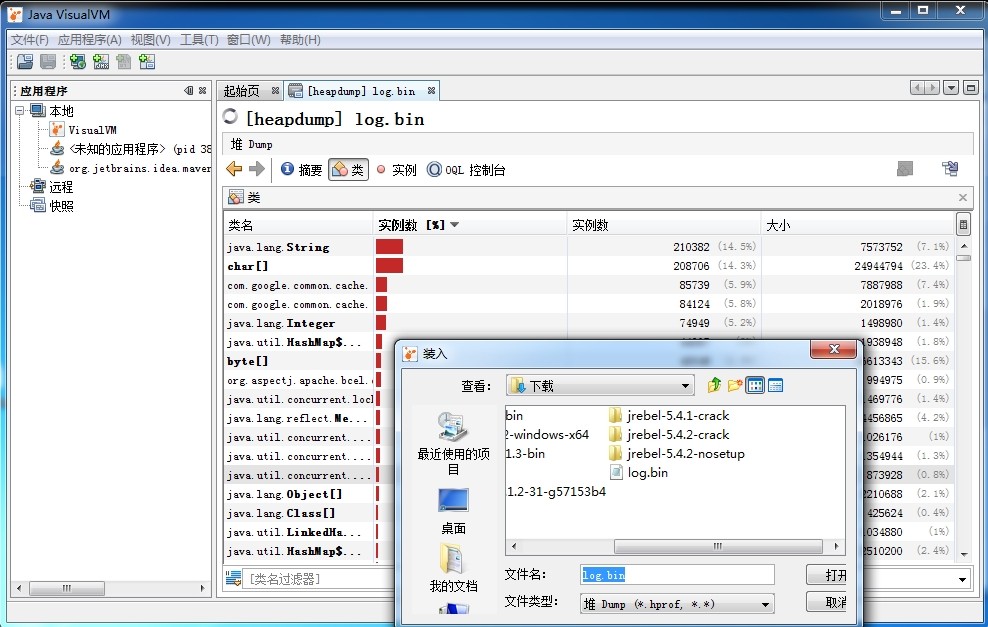 Java VisualVM
文件(F) 应用程序(A) 视图(V) 工具(T) 窗口(W) 帮助(H)
应用程序
本地
VisualVM
<未知的应用程序> (pid 38
org.jetbrains.idea.maven
远程
快照
起始页 [heapdump] log.bin
[heapdump] log.bin
堆 Dump
摘要 类 实例 OQL 控制台
类
类名 实例数 [%] 实例数 大小
java.lang.String 210382 (14.5%) 7573752 (7.1%)
char[] 208706 (14.3%) 24944794 (23.4%)
com.google.common.cache. 85739 (5.9%) 7887988 (7.4%)
com.google.common.cache. 84124 (5.8%) 2018976 (1.9%)
java.lang.Integer 74949 (5.2%) 1498980 (1.4%)
java.util.HashMap$... 1938948 (1.8%)
byte[] 6613343 (15.6%)
org.aspectj.apache.bcel. 994975 (0.9%)
java.util.concurrent.loc 1469776 (1.4%)
java.lang.reflect.Me... 4456865 (4.2%)
java.util.concurrent.... 1026176 (1%)
java.util.concurrent.... 1354944 (1.3%)
java.util.concurrent.... 873928 (0.8%)
java.lang.Object[] 2210688 (2.1%)
java.lang.Class[] 425624 (0.4%)
java.util.LinkedHa... 1034880 (1%)
java.util.HashMap$... 2510200 (2.4%)
[类名过滤器]
装入
查看: 下载
最近使用的项
目
桌面
我的文档
bin
2-windows-x64
1.3-bin
1.2-31-g57153b4
jrebel-5.4.1-crack
jrebel-5.4.2-crack
jrebel-5.4.2-nosetup
log.bin
文件名: log.bin 打开
文件类型: 堆 Dump (*.hprof, *.*) 取消